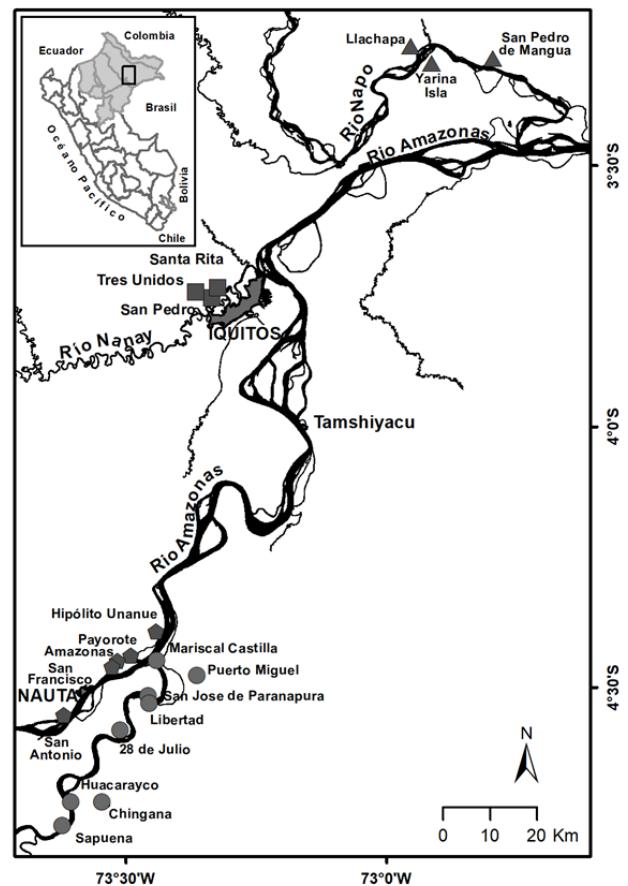 Colombia
Ecuador
Brasil
Océano Pacífico
Bolivia
Chile
Llachapa
San Pedro
de Mangua
Yarina
Isla
Rio Napo
Rio Amazonas
3°30'S
Santa Rita
Tres Unidos
San Pedro
IQUITOS
Río Nanay
Tamshiyacu
4°0'S
Rio Amazonas
Hipólito Unanue
Payorote
Amazonas
Mariscal Castilla
San
Francisco
Puerto Miguel
NAUTA
San Jose de Paranapura
4°30'S
Libertad
San
Antonio
28 de Julio
N
Huacarayco
Chingana
Sapuena
0 10 20 Km
73°30'W
73°0'W